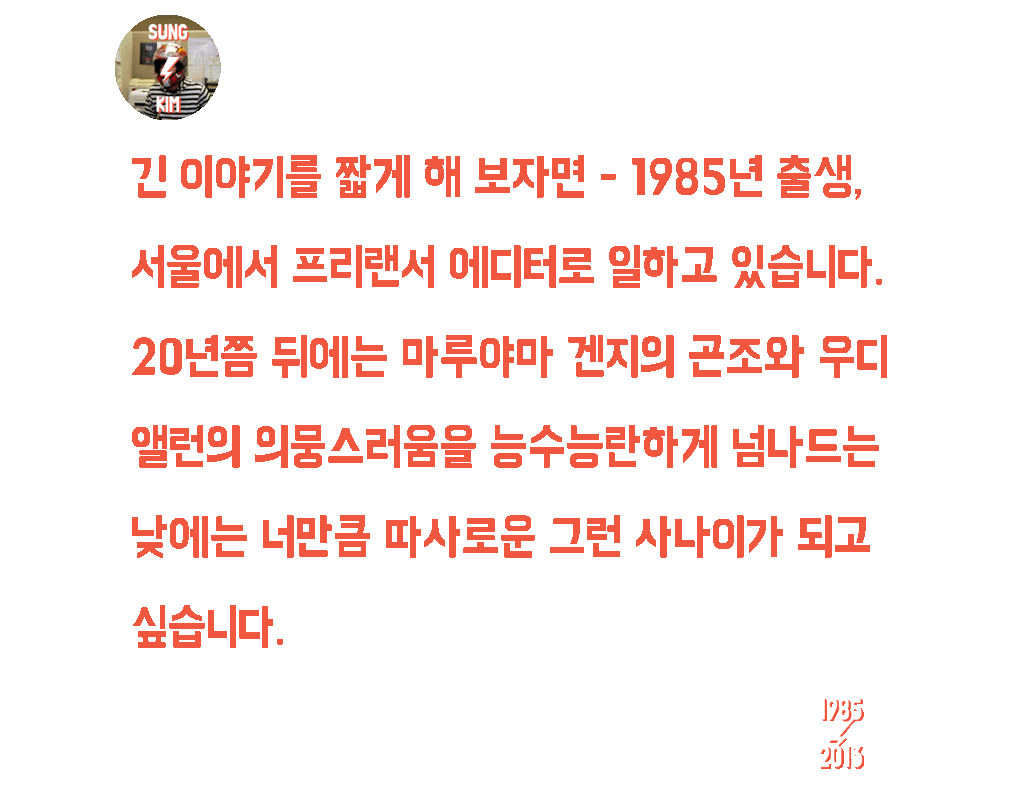 SUNG
KIM
긴 이야기를 짧게 해 보자면 - 1985년 출생,
서울에서 프리랜서 에디터로 일하고 있습니다.
20년쯤 뒤에는 마루야마 겐지의 곤조와 우디
앨런의 의뭉스러움을 능수능란하게 넘나드는
낮에는 너만큼 따사로운 그런 사나이가 되고
싶습니다.
1985
2013